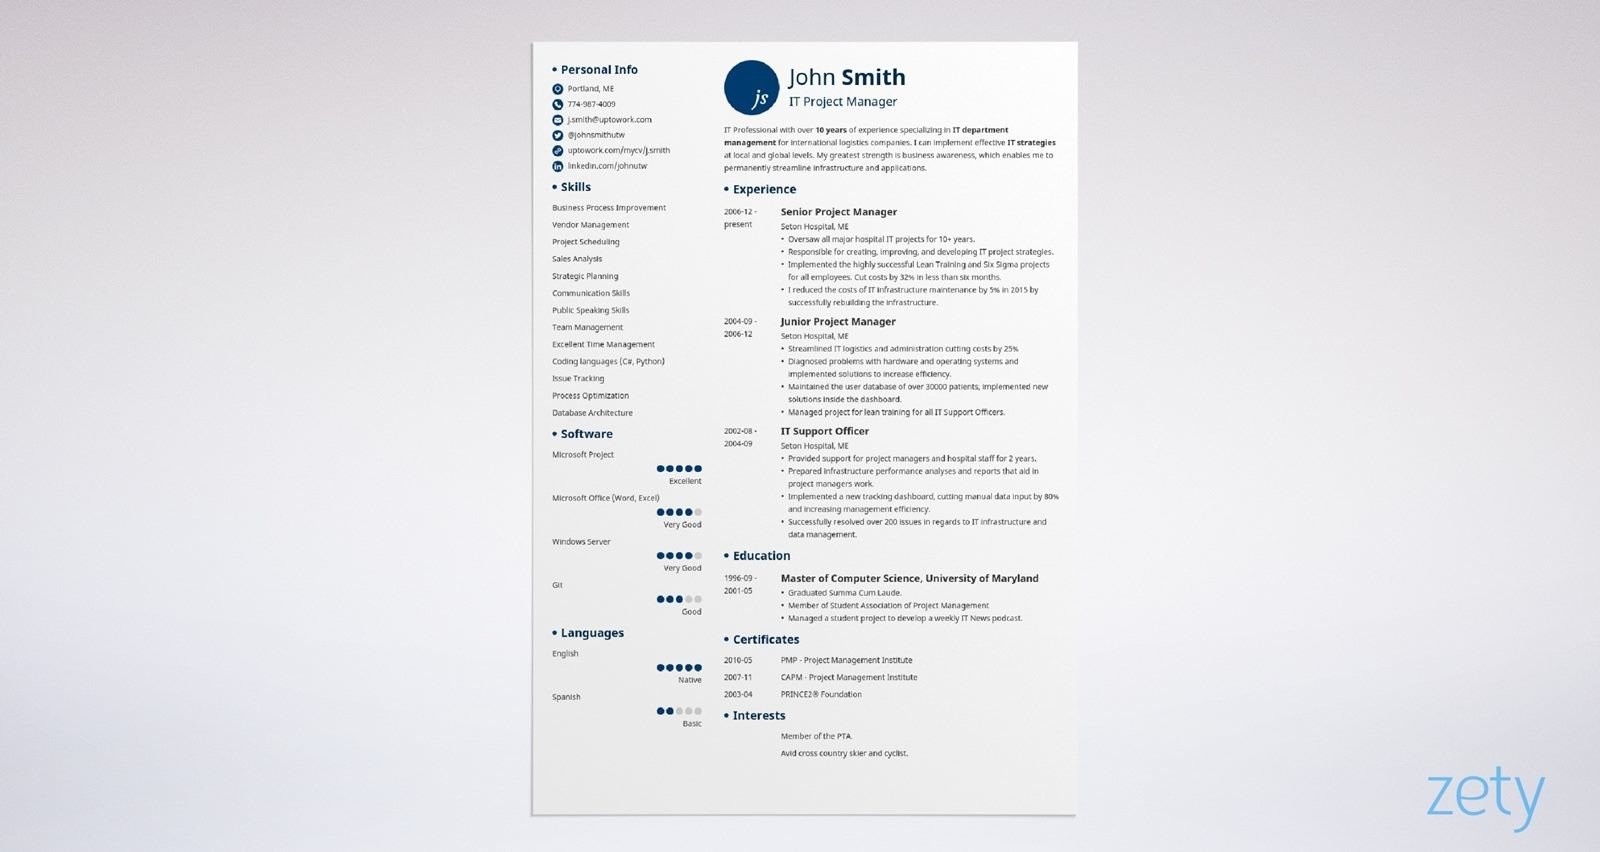 • Personal Info
Portland, ME
774-987-4009
j.smith@uptowork.com
@johnsmithutw
uptowork.com/mycv/j.smith
linkedin.com/johnutw
• Skills
Business Process Improvement
Vendor Management
Project Scheduling
Sales Analysis
Strategic Planning
Communication Skills
Public Speaking Skills
Team Management
Excellent Time Management
Coding languages (C#, Python)
Issue Tracking
Process Optimization
Database Architecture
• Software
Microsoft Project
Excellent
Microsoft Office (Word, Excel)
Very Good
Windows Server
Very Good
Git
Good
• Languages
English
Native
Spanish
Basic
js
John Smith
IT Project Manager
IT Professional with over 10 years of experience specializing in IT department
management for international logistics companies. I can implement effective IT strategies
at local and global levels. My greatest strength is business awareness, which enables me to
permanently streamline infrastructure and applications.
• Experience
2006-12 -
present
Senior Project Manager
Seton Hospital, ME
• Oversaw all major hospital IT projects for 10+ years.
• Responsible for creating, improving, and developing IT project strategies.
• Implemented the highly successful Lean Training and Six Sigma projects
for all employees. Cut costs by 32% in less than six months.
• I reduced the costs of IT infrastructure maintenance by 5% in 2015 by
successfully rebuilding the infrastructure.
2004-09 -
2006-12
Junior Project Manager
Seton Hospital, ME
• Streamlined IT logistics and administration cutting costs by 25%
• Diagnosed problems with hardware and operating systems and
implemented solutions to increase efficiency.
• Maintained the user database of over 30000 patients, implemented new
solutions inside the dashboard.
• Managed project for lean training for all IT Support Officers.
2002-08 -
2004-09
IT Support Officer
Seton Hospital, ME
• Provided support for project managers and hospital staff for 2 years.
• Prepared infrastructure performance analyses and reports that aid in
project managers work.
• Implemented a new tracking dashboard, cutting manual data input by 80%
and increasing management efficiency.
• Successfully resolved over 200 issues in regards to IT infrastructure and
data management.
• Education
1996-09 -
2001-05
Master of Computer Science, University of Maryland
• Graduated Summa Cum Laude.
• Member of Student Association of Project Management
• Managed a student project to develop a weekly IT News podcast.
• Certificates
2010-05 PMP - Project Management Institute
2007-11 CAPM - Project Management Institute
2003-04 PRINCE2® Foundation
• Interests
Member of the PTA.
Avid cross country skier and cyclist.
zety